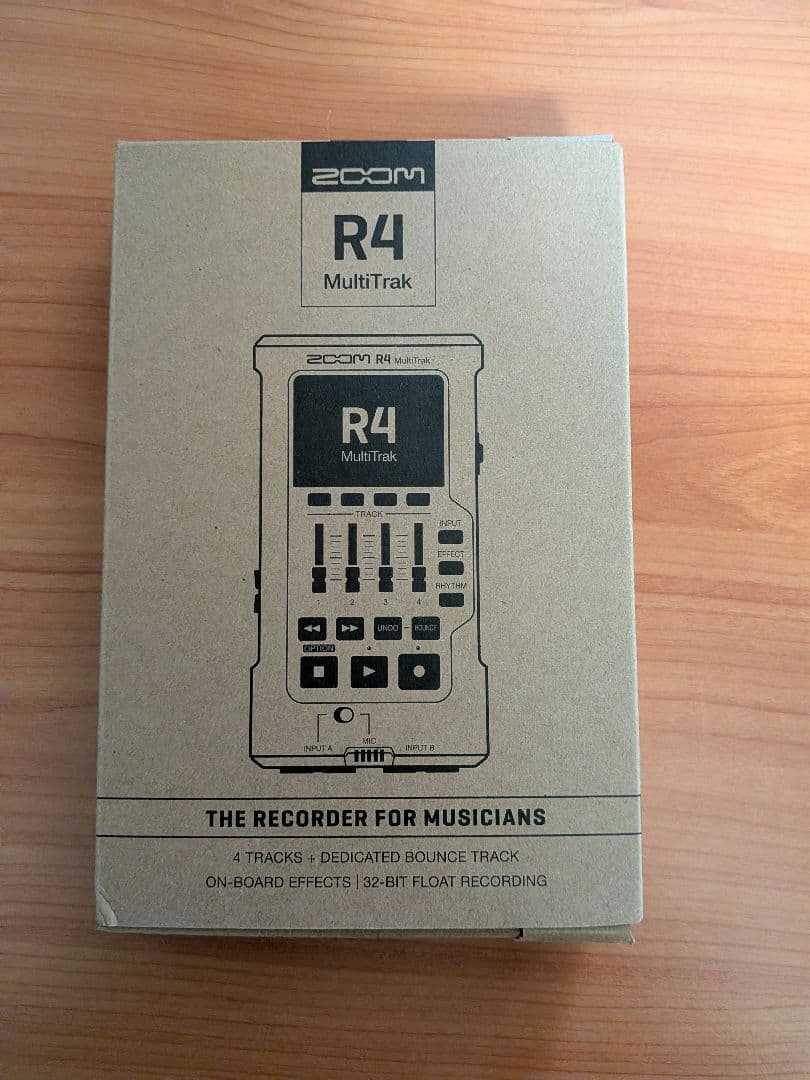 ZOOM
R4
MultiTrak
ZOOM R4 MultiTrak
R4
MultiTrak
TRACK
INPUT
EFFECT
RHYTHM
1 2 3 4
UNDO BOUNCE
OPTION
MIC
INPUT A INPUT B
THE RECORDER FOR MUSICIANS
4 TRACKS + DEDICATED BOUNCE TRACK
ON-BOARD EFFECTS | 32-BIT FLOAT RECORDING